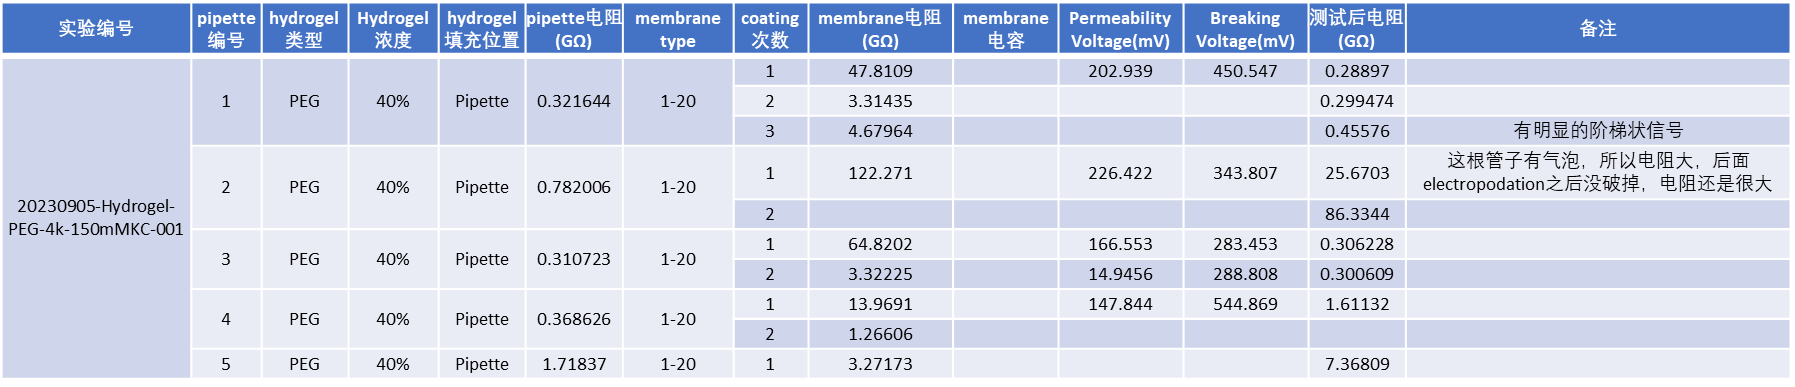 实验编号 pipette编号 hydrogel类型 Hydrogel浓度 hydrogel填充位置 pipette电阻(GΩ) membrane type coating次数 membrane电阻(GΩ) membrane电容 Permeability Voltage(mV) Breaking Voltage(mV) 测试后电阻(GΩ) 备注
20230905-Hydrogel-PEG-4k-150mMKC-001
1 PEG 40% Pipette 0.321644 1-20
1 47.8109 202.939 450.547 0.28897
2 3.31435 0.299474
3 4.67964 0.45576 有明显的阶梯状信号
2 PEG 40% Pipette 0.782006 1-20
1 122.271 226.422 343.807 25.6703 这根管子有气泡，所以电阻大，后面
electropodation之后没破掉，电阻还是很大
2 86.3344
3 PEG 40% Pipette 0.310723 1-20
1 64.8202 166.553 283.453 0.306228
2 3.32225 14.9456 288.808 0.300609
4 PEG 40% Pipette 0.368626 1-20
1 13.9691 147.844 544.869 1.61132
2 1.26606
5 PEG 40% Pipette 1.71837 1-20 1 3.27173 7.36809